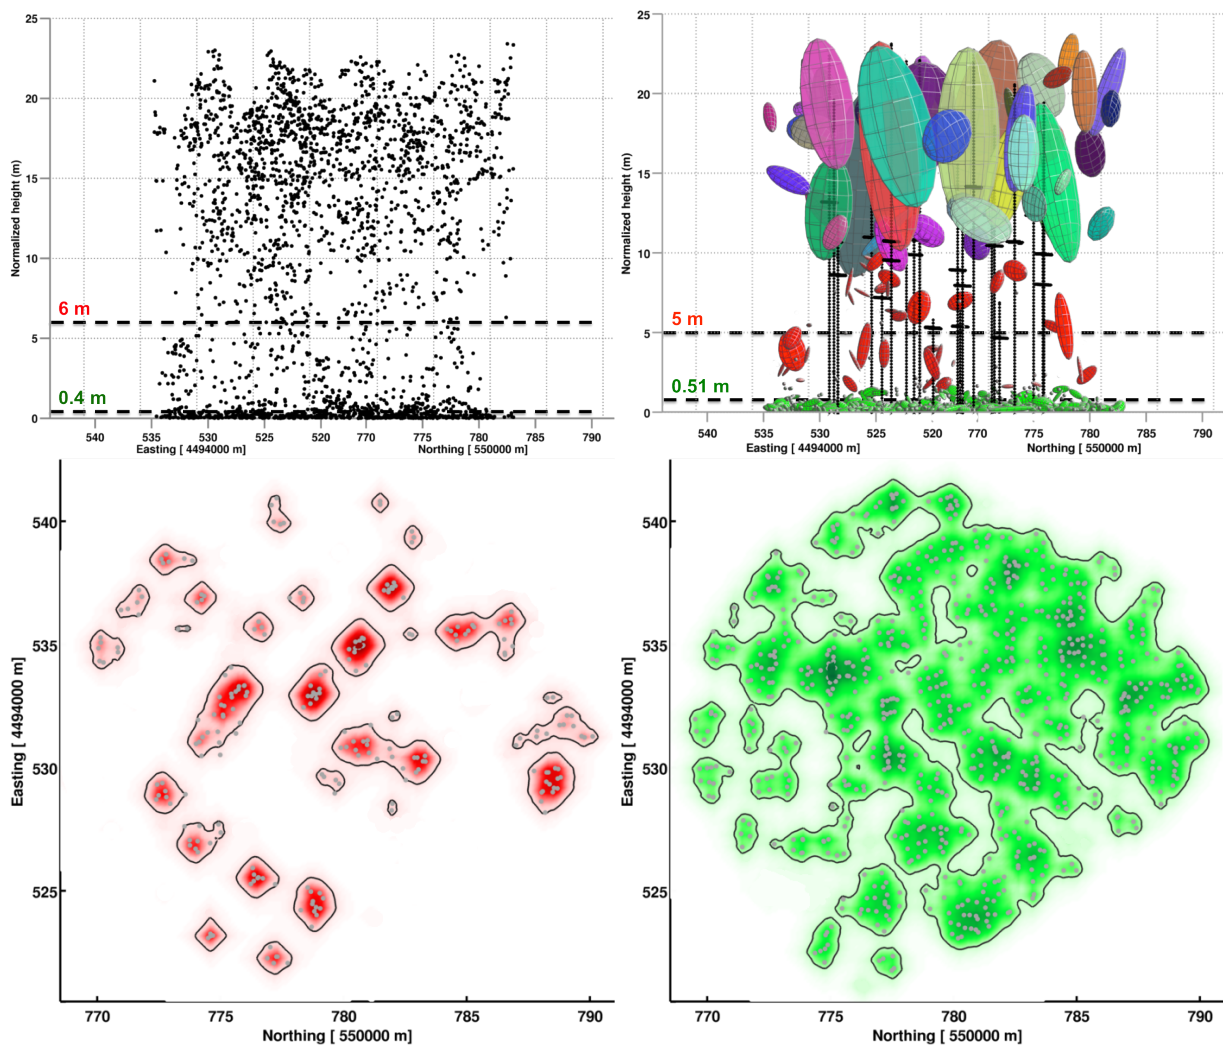 25
20
15
10
5
0
Normalized height (m)
6 m
0.4 m
540 535 530 525 520 770 775 780 785 790
Easting [ 4494000 m] Northing [ 550000 m]
25
20
15
10
5
0
Normalized height (m)
5 m
0.51 m
540 535 530 525 520 770 775 780 785 790
Easting [ 4494000 m] Northing [ 550000 m]
540
535
530
525
Easting [ 4494000 m]
770 775 780 785 790
Northing [ 550000 m]
540
535
530
525
Easting [ 4494000 m]
770 775 780 785 790
Northing [ 550000 m]